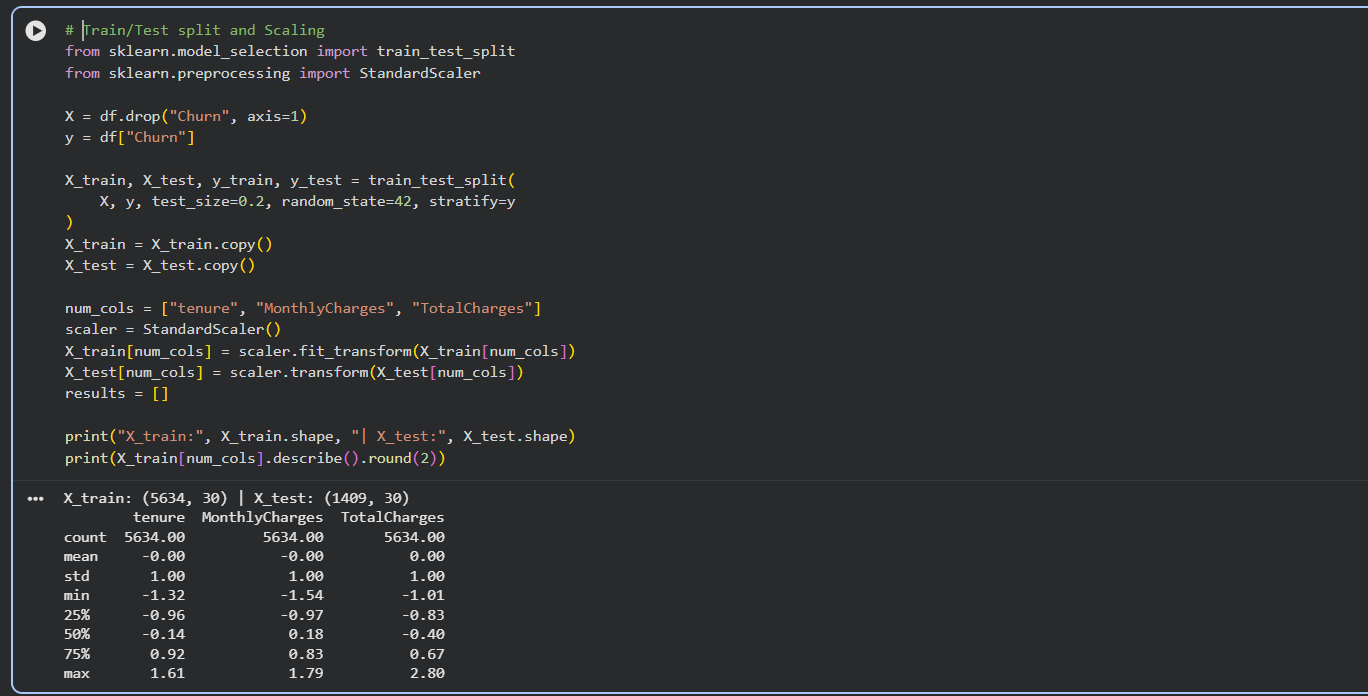 # Train/Test split and Scaling
from sklearn.model_selection import train_test_split
from sklearn.preprocessing import StandardScaler

X = df.drop("Churn", axis=1)
y = df["Churn"]

X_train, X_test, y_train, y_test = train_test_split(
    X, y, test_size=0.2, random_state=42, stratify=y
)
X_train = X_train.copy()
X_test = X_test.copy()

num_cols = ["tenure", "MonthlyCharges", "TotalCharges"]
scaler = StandardScaler()
X_train[num_cols] = scaler.fit_transform(X_train[num_cols])
X_test[num_cols] = scaler.transform(X_test[num_cols])
results = []

print("X_train:", X_train.shape, "| X_test:", X_test.shape)
print(X_train[num_cols].describe().round(2))
X_train: (5634, 30) | X_test: (1409, 30)
        tenure  MonthlyCharges  TotalCharges
count  5634.00         5634.00       5634.00
mean     -0.00           -0.00          0.00
std       1.00            1.00          1.00
min      -1.32           -1.54         -1.01
25%      -0.96           -0.97         -0.83
50%      -0.14            0.18         -0.40
75%       0.92            0.83          0.67
max       1.61            1.79          2.80